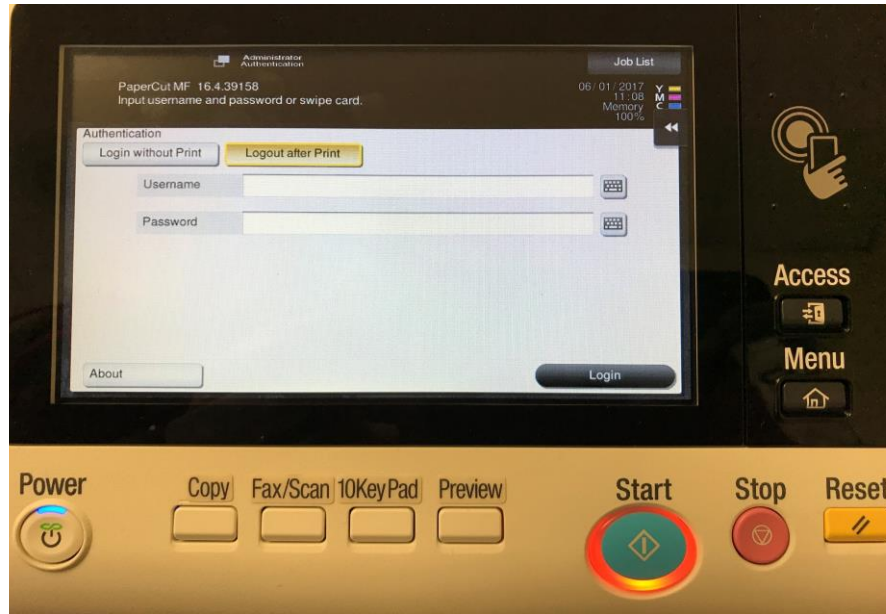 Administrator
Authentication
Job List
PaperCut MF 16.4.39158
Input username and password or swipe card.
06/01/2017
11:08
Memory
100%
Y
M
C
Authentication
Login without Print
Logout after Print
Username
Password
About
Login
Access
Menu
Power
Copy
Fax/Scan
10KeyPad
Preview
Start
Stop
Reset